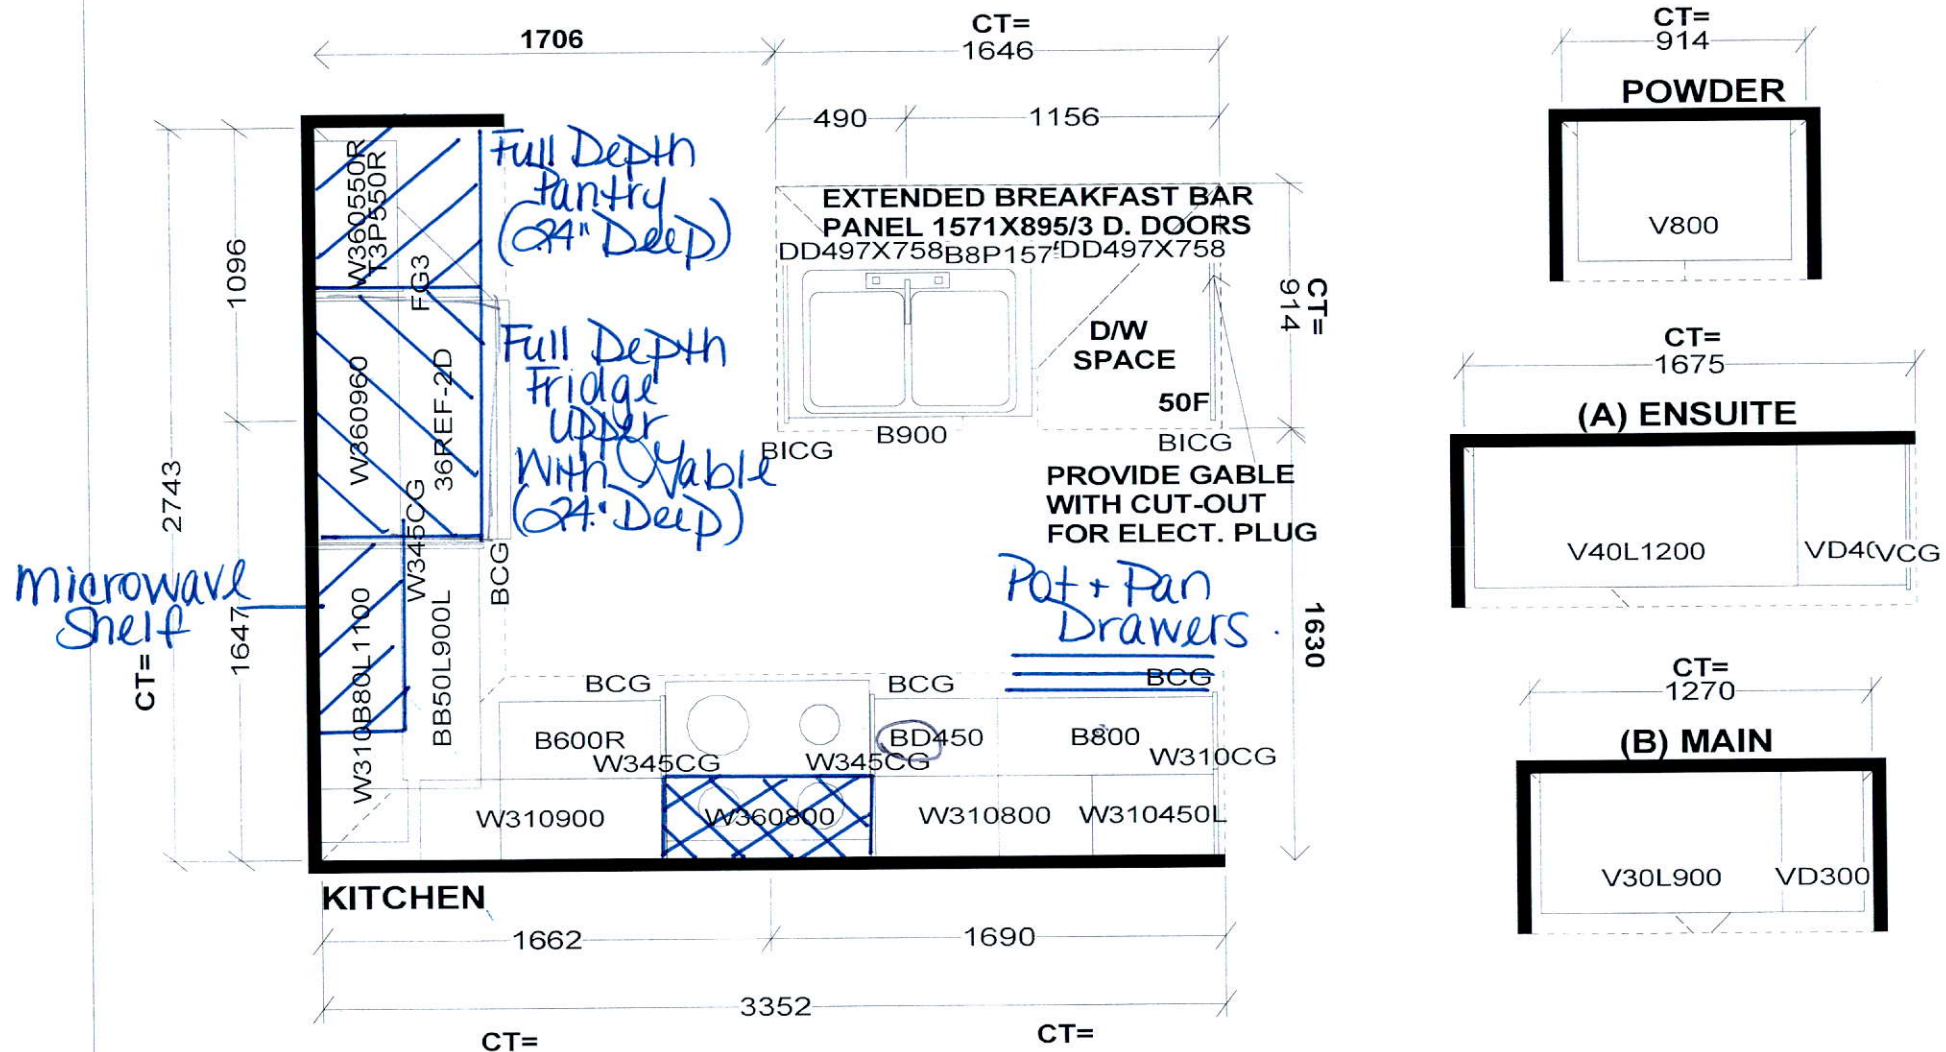 1706
CT=
1646
490
1156
CT=
914
POWDER
V800
Full Depth
Pantry
(24" Deep)
W360550R
T3P550R
FG3
1096
EXTENDED BREAKFAST BAR
PANEL 1571X895/3 D. DOORS
DD497X758
B8P157
DD497X758
CT=
914
D/W
SPACE
50F
B900
BICG
BICG
PROVIDE GABLE
WITH CUT-OUT
FOR ELECT. PLUG
Full Depth
Fridge
Upper
With Gable
(24" Deep)
W360960
36REF-2D
W345CG
BCG
2743
CT=
1647
Microwave
Shelf
W310B80L1100
BB50L900L
Pot + Pan
Drawers
1630
BCG
BCG
BCG
B600R
BD450
B800
W345CG
W345CG
W310CG
W310900
W360800
W310800
W310450L
KITCHEN
1662
1690
3352
CT=
CT=
CT=
1675
(A) ENSUITE
V40L1200
VD40
VCG
CT=
1270
(B) MAIN
V30L900
VD300